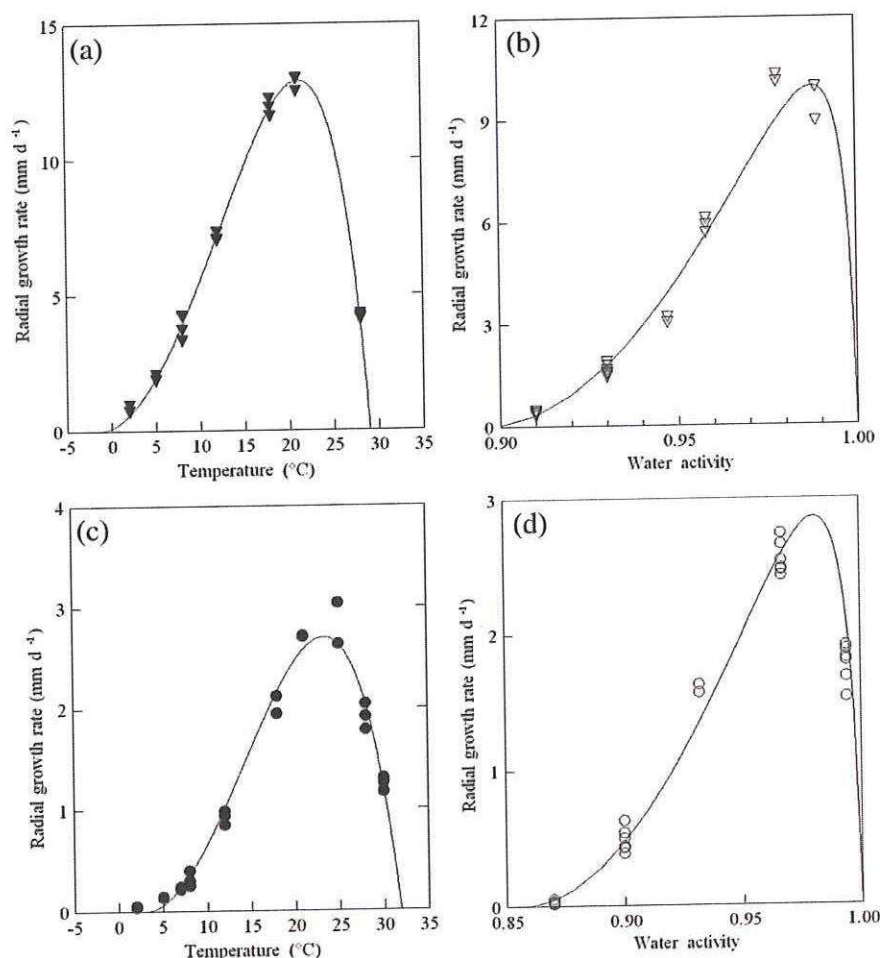 (a)
15
10
5
0
-5 0 5 10 15 20 25 30 35
Temperature (°C)
Radial growth rate (mm d⁻¹)
(b)
12
9
6
3
0
0.90 0.95 1.00
Water activity
Radial growth rate (mm d⁻¹)
(c)
4
3
2
1
0
-5 0 5 10 15 20 25 30 35
Temperature (°C)
Radial growth rate (mm d⁻¹)
(d)
3
2
1
0
0.85 0.90 0.95 1.00
Water activity
Radial growth rate (mm d⁻¹)